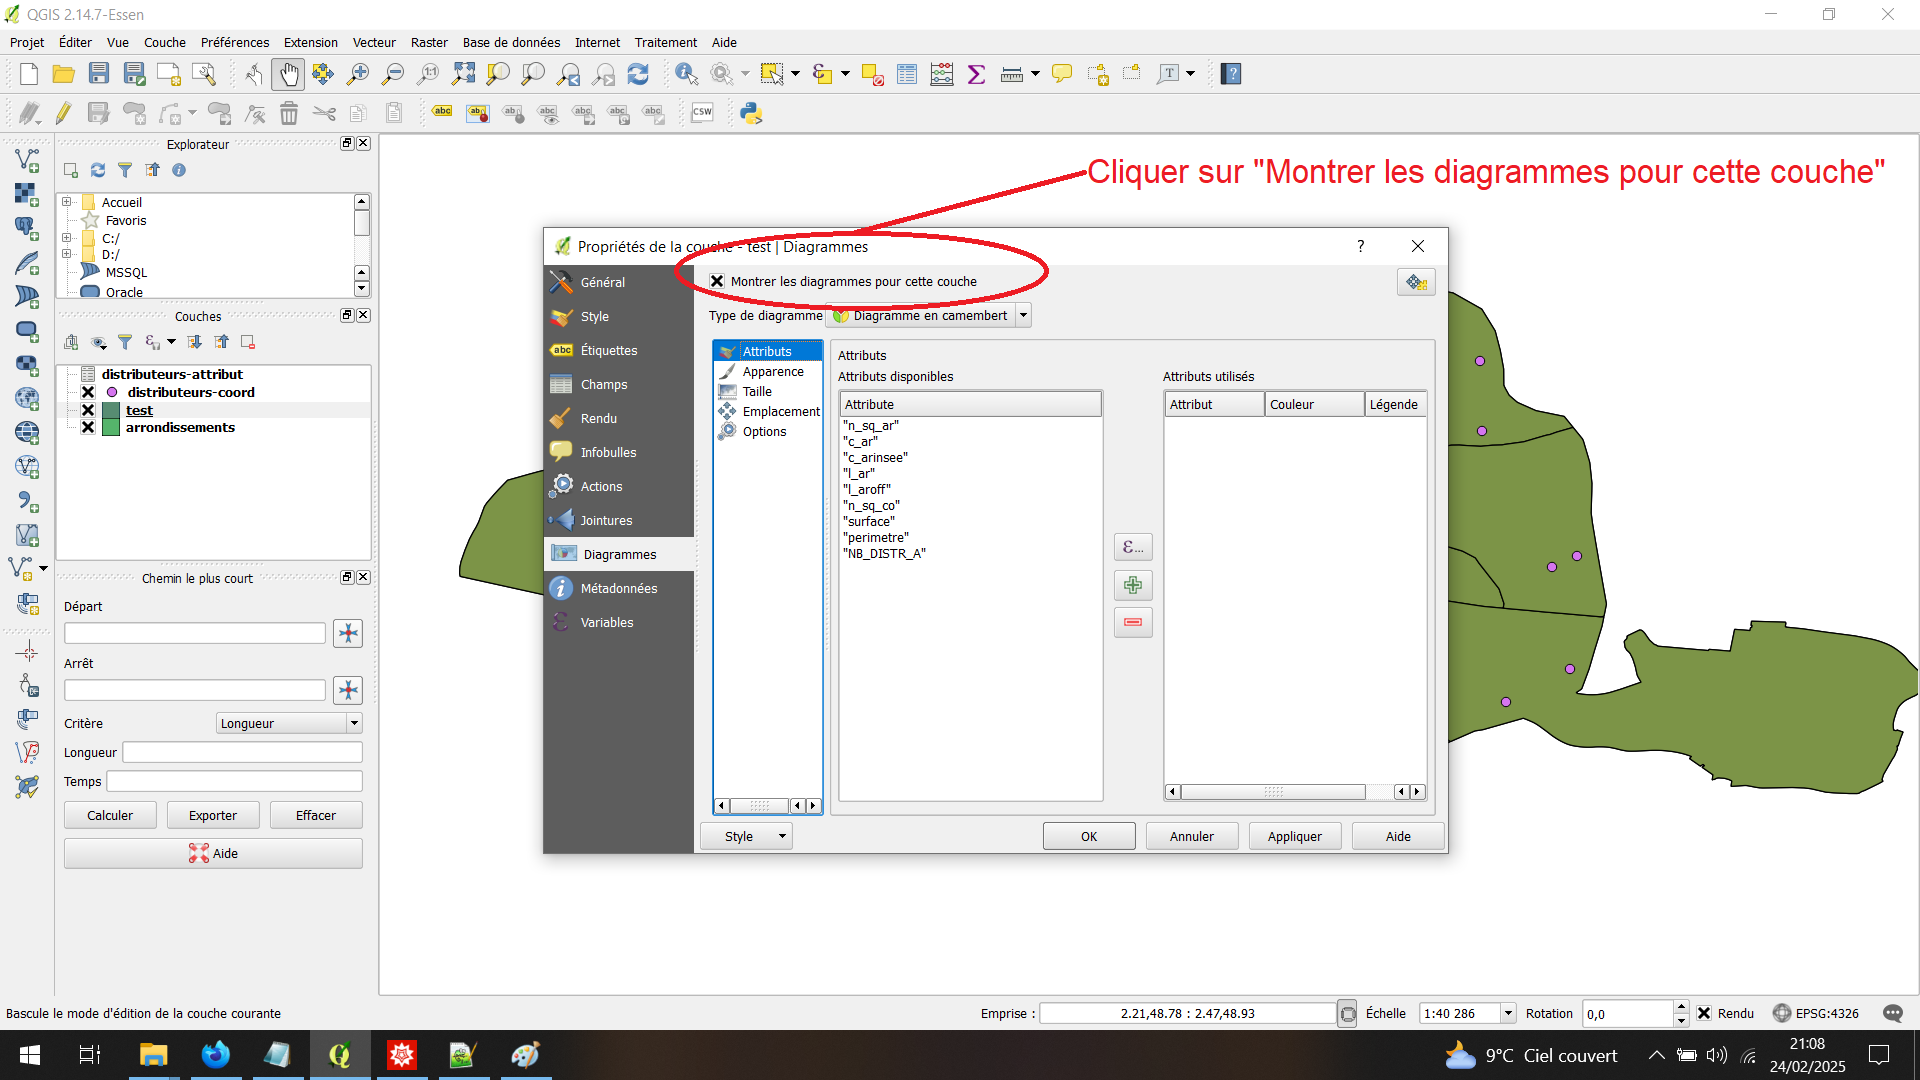 QGIS 2.14.7-Essen
Projet Éditer Vue Couche Préférences Extension Vecteur Raster Base de données Internet Traitement Aide
Explorateur
Accueil
Favoris
C:/
D:/
MSSQL
Oracle
Couches
distributeurs-attribut
distributeurs-coord
test
arrondissements
Chemin le plus court
Départ
Arrêt
Critère Longueur
Longueur
Temps
Calculer Exporter Effacer
Aide
Cliquer sur "Montrer les diagrammes pour cette couche"
Propriétés de la couche - test | Diagrammes
Général
Style
Étiquettes
Champs
Rendu
Infobulles
Actions
Jointures
Diagrammes
Métadonnées
Variables
Montrer les diagrammes pour cette couche
Type de diagramme Diagramme en camembert
Attributs
Apparence
Taille
Emplacement
Options
Attributs
Attributs disponibles
Attribute
"n_sq_ar"
"c_ar"
"c_arinsee"
"l_ar"
"l_aroff"
"n_sq_co"
"surface"
"perimetre"
"NB_DISTR_A"
Attributs utilisés
Attribut Couleur Légende
Style OK Annuler Appliquer Aide
Bascule le mode d'édition de la couche courante
Emprise : 2.21,48.78 : 2.47,48.93 Échelle 1:40 286 Rotation 0,0 Rendu EPSG:4326
9°C Ciel couvert
21:08
24/02/2025